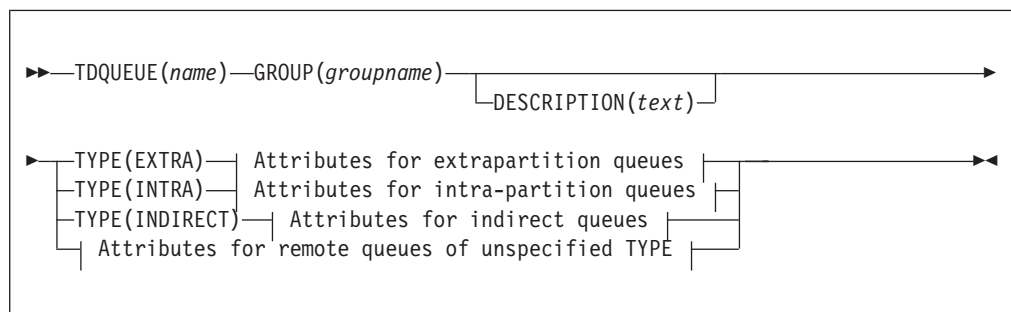 TDQUEUE(name) GROUP(groupname)
DESCRIPTION(text)
TYPE(EXTRA) Attributes for extrapartition queues
TYPE(INTRA) Attributes for intra-partition queues
TYPE(INDIRECT) Attributes for indirect queues
Attributes for remote queues of unspecified TYPE